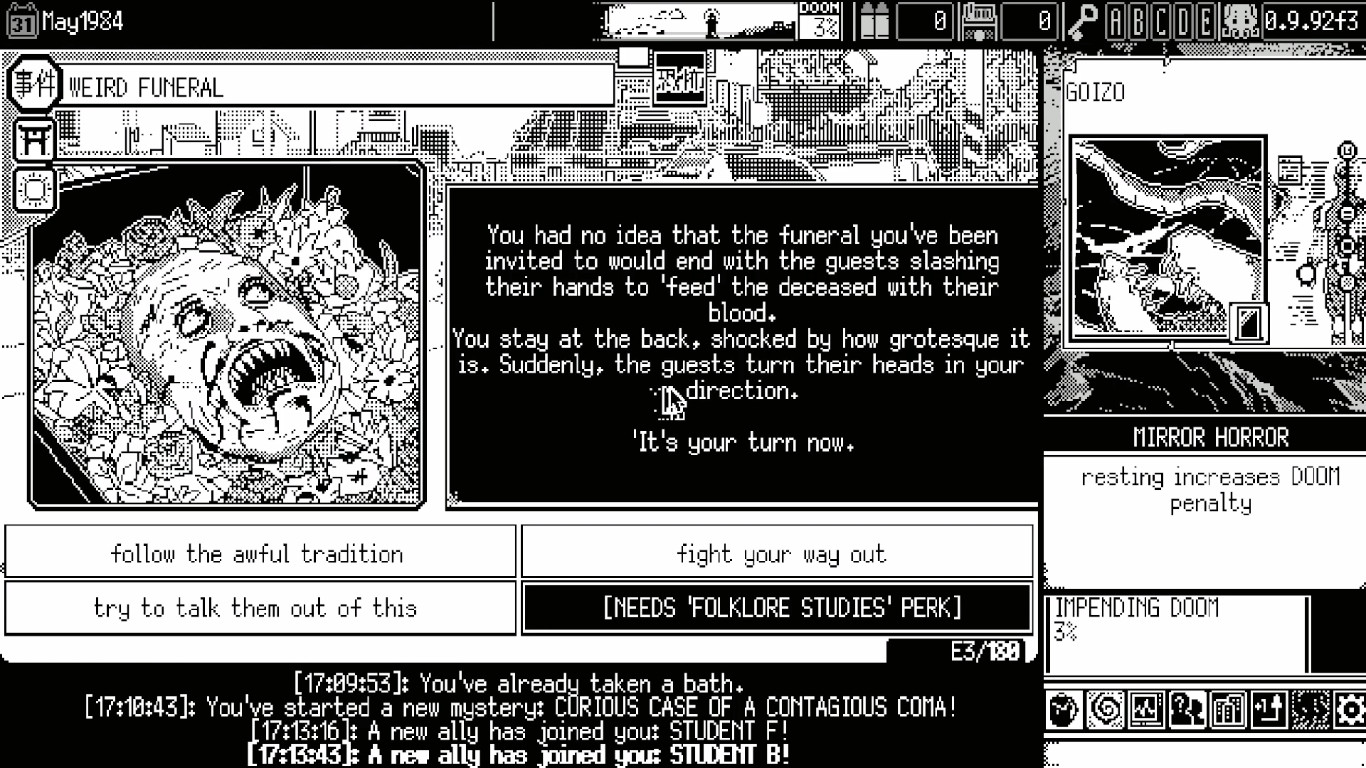 31 May1984
DOOM
3%
0
0
A B C D E
0.9.92f3
事件 WEIRD FUNERAL
恐怖
GOIZO
You had no idea that the funeral you've been
invited to would end with the guests slashing
their hands to 'feed' the deceased with their
blood.
You stay at the back, shocked by how grotesque it
is. Suddenly, the guests turn their heads in your
direction.
'It's your turn now.
MIRROR HORROR
resting increases DOOM
penalty
follow the awful tradition
fight your way out
try to talk them out of this
[NEEDS 'FOLKLORE STUDIES' PERK]
IMPENDING DOOM
3%
E3/180
[17:09:53]: You've already taken a bath.
[17:10:43]: You've started a new mystery: CURIOUS CASE OF A CONTAGIOUS COMA!
[17:13:16]: A new ally has joined you: STUDENT F!
[17:13:43]: A new ally has joined you: STUDENT B!